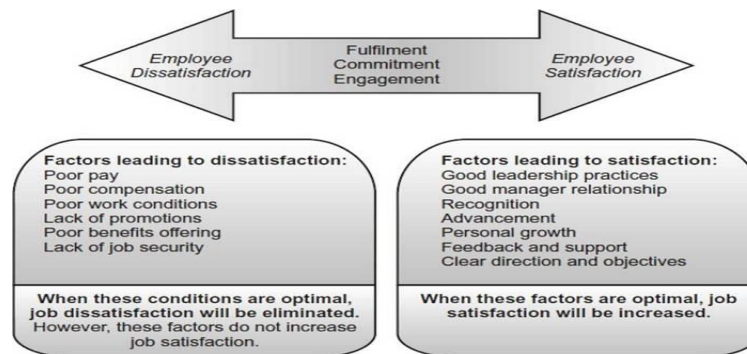 Employee
Dissatisfaction
Fulfilment
Commitment
Engagement
Employee
Satisfaction
Factors leading to dissatisfaction:
Poor pay
Poor compensation
Poor work conditions
Lack of promotions
Poor benefits offering
Lack of job security
When these conditions are optimal,
job dissatisfaction will be eliminated.
However, these factors do not increase
job satisfaction.
Factors leading to satisfaction:
Good leadership practices
Good manager relationship
Recognition
Advancement
Personal growth
Feedback and support
Clear direction and objectives
When these factors are optimal, job
satisfaction will be increased.